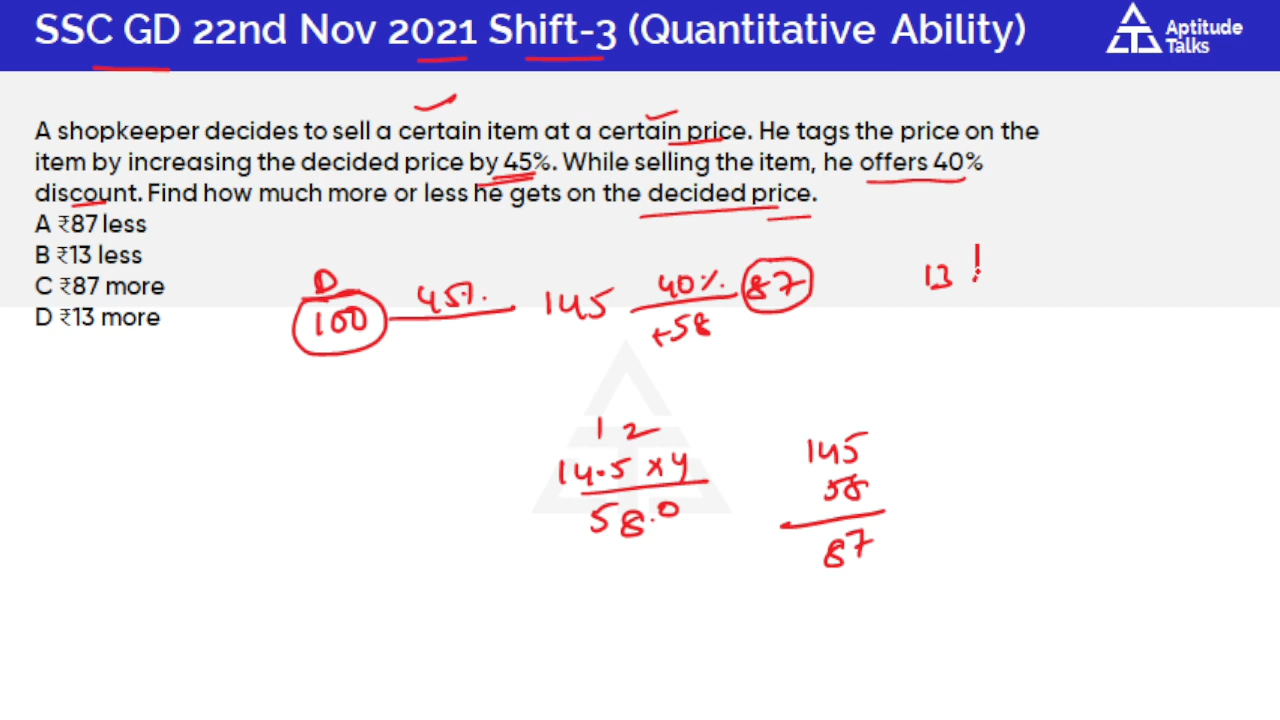 SSC GD 22nd Nov 2021 Shift-3 (Quantitative Ability)
Aptitude
Talks
A shopkeeper decides to sell a certain item at a certain price. He tags the price on the
item by increasing the decided price by 45%. While selling the item, he offers 40%
discount. Find how much more or less he gets on the decided price.
A ₹87 less
B ₹13 less
C ₹87 more
D ₹13 more
D
100 45% 145 40% 87 13
58
1 2
14.5 x 4
58.0
145
58
87